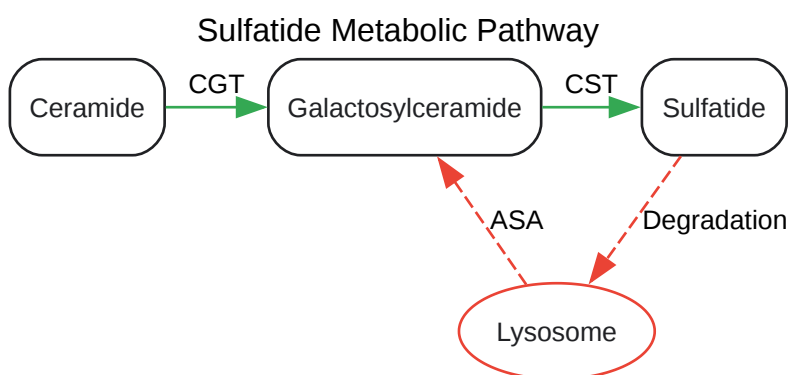 Sulfatide Metabolic Pathway
CGT
CST
Ceramide
Galactosylceramide
Sulfatide
ASA
Degradation
Lysosome